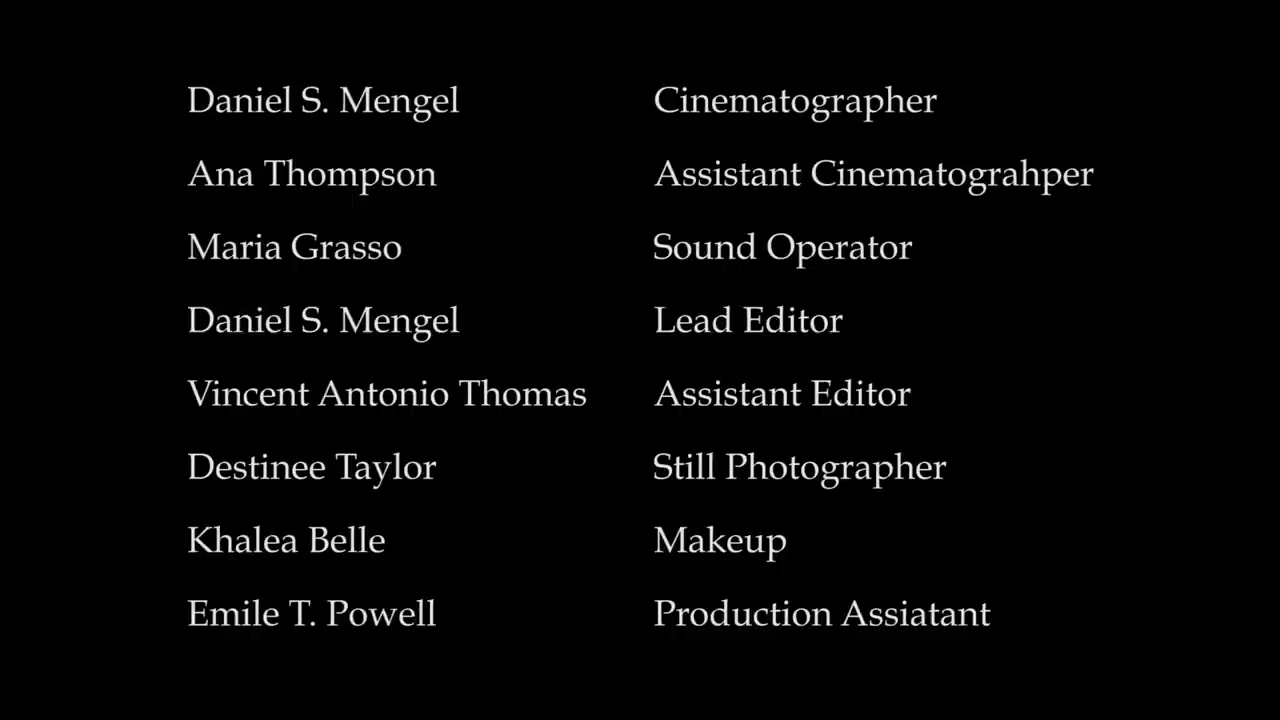 Daniel S. Mengel Cinematographer
Ana Thompson Assistant Cinematograhper
Maria Grasso Sound Operator
Daniel S. Mengel Lead Editor
Vincent Antonio Thomas Assistant Editor
Destinee Taylor Still Photographer
Khalea Belle Makeup
Emile T. Powell Production Assiatant